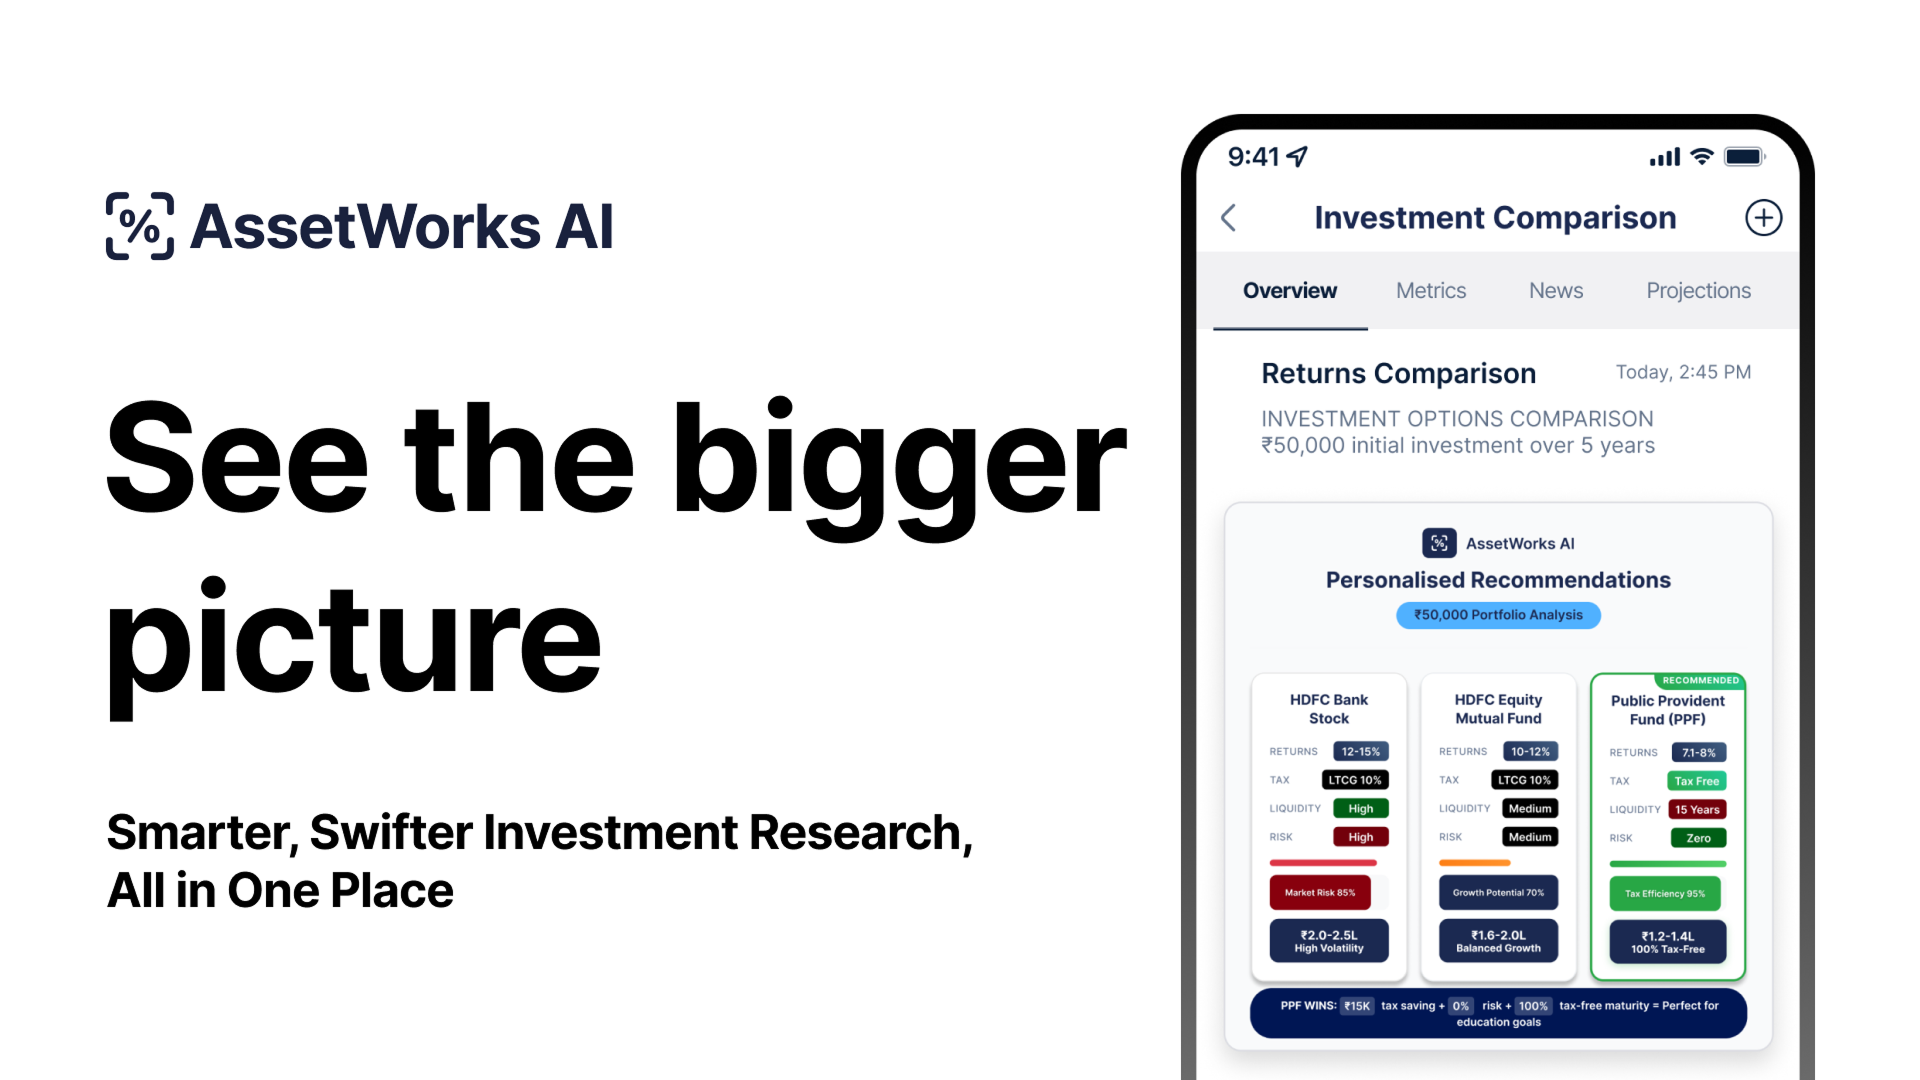 AssetWorks AI
See the bigger
picture
Smarter, Swifter Investment Research,
All in One Place
9:41
Investment Comparison
Overview Metrics News Projections
Returns Comparison Today, 2:45 PM
INVESTMENT OPTIONS COMPARISON
₹50,000 initial investment over 5 years
% AssetWorks AI
Personalised Recommendations
₹50,000 Portfolio Analysis
HDFC Bank
Stock
RETURNS 12-15%
TAX LTCG 10%
LIQUIDITY High
RISK High
Market Risk 85%
₹2.0-2.5L
High Volatility
HDFC Equity
Mutual Fund
RETURNS 10-12%
TAX LTCG 10%
LIQUIDITY Medium
RISK Medium
Growth Potential 70%
₹1.6-2.0L
Balanced Growth
RECOMMENDED
Public Provident
Fund (PPF)
RETURNS 7.1-8%
TAX Tax Free
LIQUIDITY 15 Years
RISK Zero
Tax Efficiency 95%
₹1.2-1.4L
100% Tax-Free
PPF WINS: ₹15K tax saving + 0% risk + 100% tax-free maturity = Perfect for
education goals